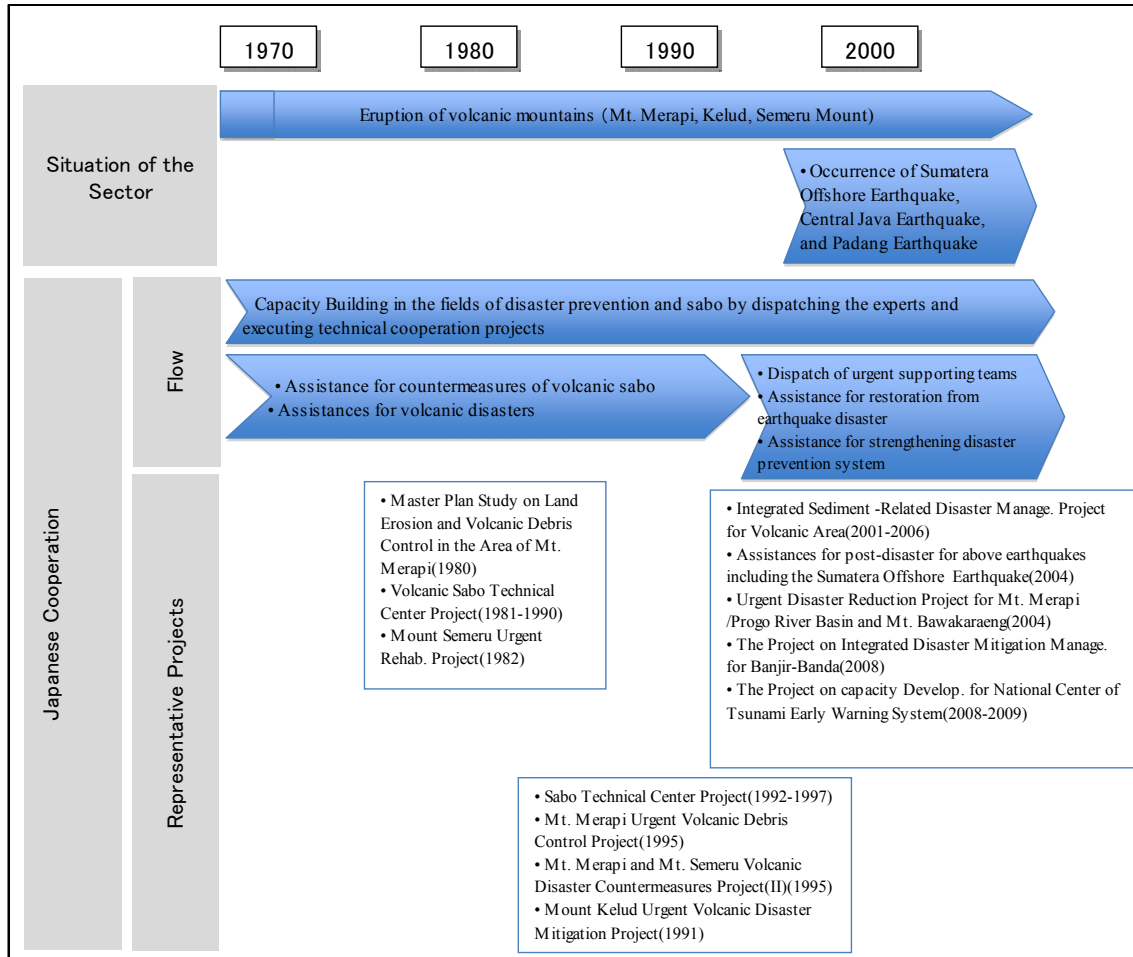 1970
1980
1990
2000
Situation of the
Sector
Eruption of volcanic mountains (Mt. Merapi, Kelud, Semeru Mount)
• Occurrence of Sumatera
Offshore Earthquake,
Central Java Earthquake,
and Padang Earthquake
Japanese Cooperation
Flow
Capacity Building in the fields of disaster prevention and sabo by dispatching the experts and
executing technical cooperation projects
• Assistance for countermeasures of volcanic sabo
• Assistances for volcanic disasters
• Dispatch of urgent supporting teams
• Assistance for restoration from
earthquake disaster
• Assistance for strengthening disaster
prevention system
Representative Projects
• Master Plan Study on Land
Erosion and Volcanic Debris
Control in the Area of Mt.
Merapi(1980)
• Volcanic Sabo Technical
Center Project(1981-1990)
• Mount Semeru Urgent
Rehab. Project(1982)
• Integrated Sediment -Related Disaster Manage. Project
for Volcanic Area(2001-2006)
• Assistances for post-disaster for above earthquakes
including the Sumatera Offshore Earthquake(2004)
• Urgent Disaster Reduction Project for Mt. Merapi
/Progo River Basin and Mt. Bawakaraeng(2004)
• The Project on Integrated Disaster Mitigation Manage.
for Banjir-Banda(2008)
• The Project on capacity Develop. for National Center of
Tsunami Early Warning System(2008-2009)
• Sabo Technical Center Project(1992-1997)
• Mt. Merapi Urgent Volcanic Debris
Control Project(1995)
• Mt. Merapi and Mt. Semeru Volcanic
Disaster Countermeasures Project(II)(1995)
• Mount Kelud Urgent Volcanic Disaster
Mitigation Project(1991)